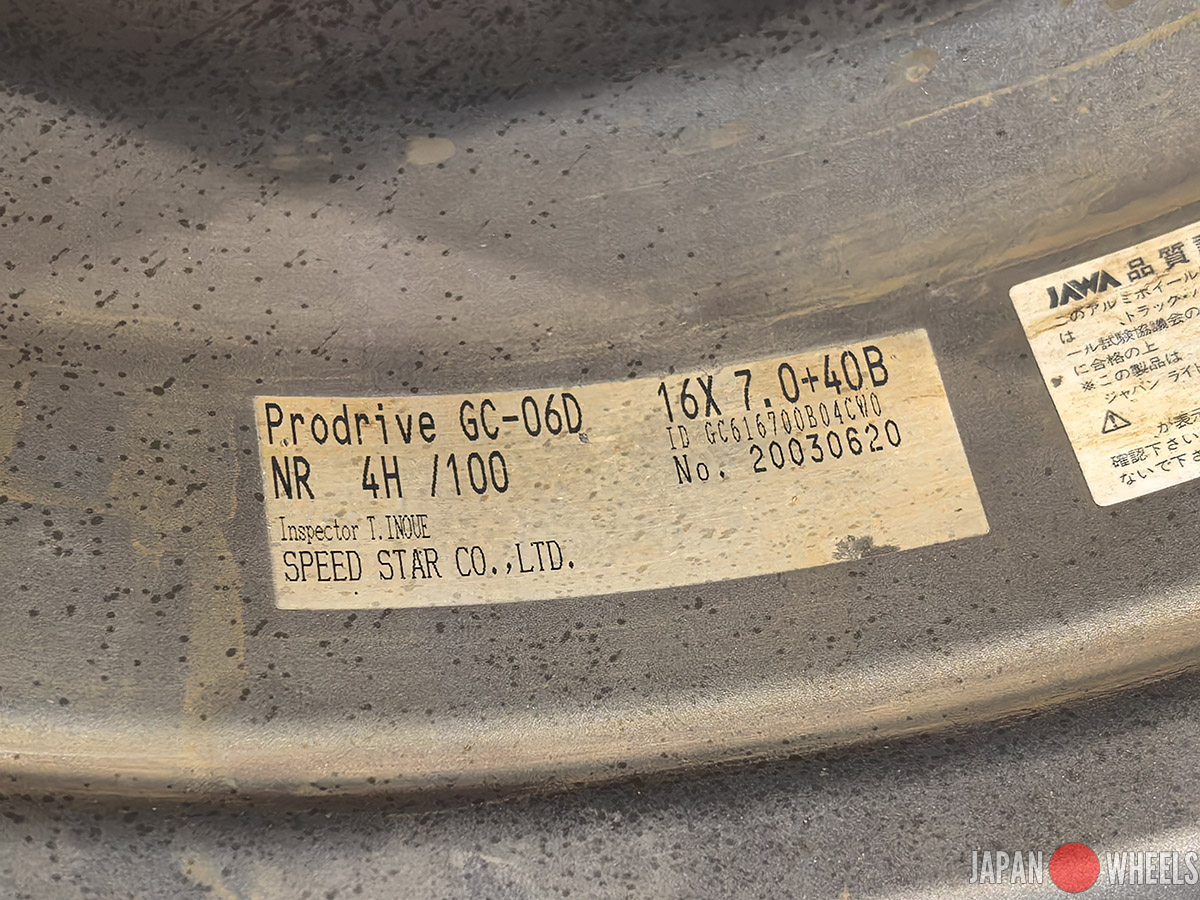 Prodrive GC-06D 16X 7.0+40B
ID GC616700B04CW0
NR 4H /100 No. 20030620
Inspector T.INOUE
SPEED STAR CO.,LTD.
JAWA 品質
このアルミホイール
は トラック・
ール試験協議会の
に合格の上
※この製品は
ジャパン ライト
が表示
確認下さい
ないで下さ
JAPAN WHEELS